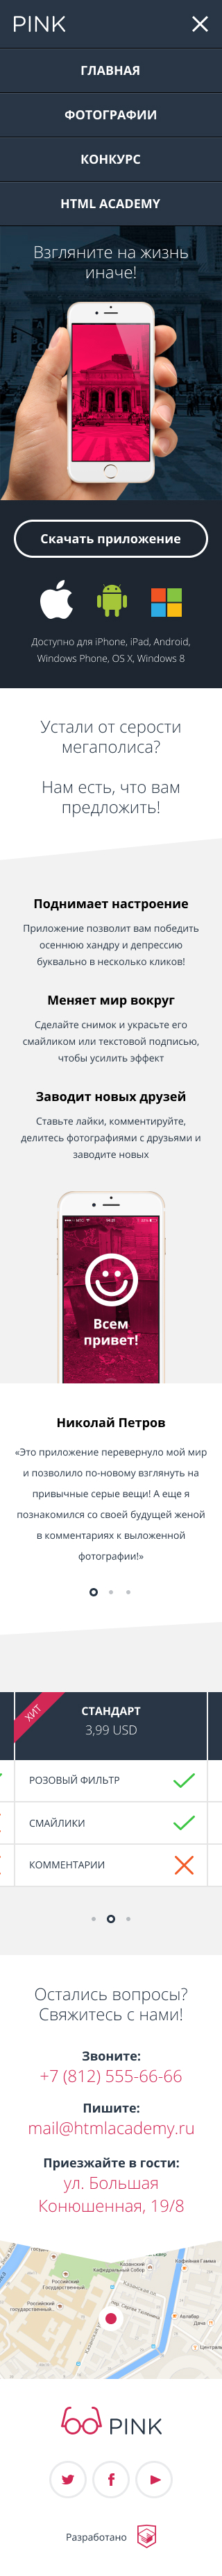 PINK
ГЛАВНАЯ
ФОТОГРАФИИ
КОНКУРС
HTML ACADEMY
Взгляните на жизнь
иначе!
Скачать приложение
Доступно для iPhone, iPad, Android,
Windows Phone, OS X, Windows 8
Устали от серости
мегаполиса?
Нам есть, что вам
предложить!
Поднимает настроение
Приложение позволит вам победить
осеннюю хандру и депрессию
буквально в несколько кликов!
Меняет мир вокруг
Сделайте снимок и украсьте его
смайликом или текстовой подписью,
чтобы усилить эффект
Заводит новых друзей
Ставьте лайки, комментируйте,
делитесь фотографиями с друзьями и
заводите новых
Всем
привет!
Николай Петров
«Это приложение перевернуло мой мир
и позволило по-новому взглянуть на
привычные серые вещи! А еще я
познакомился со своей будущей женой
в комментариях к выложенной
фотографии!»
ХИТ
СТАНДАРТ
3,99 USD
РОЗОВЫЙ ФИЛЬТР
СМАЙЛИКИ
КОММЕНТАРИИ
Остались вопросы?
Свяжитесь с нами!
Звоните:
+7 (812) 555-66-66
Пишите:
mail@htmlacademy.ru
Приезжайте в гости:
ул. Большая
Конюшенная, 19/8
PINK
Разработано